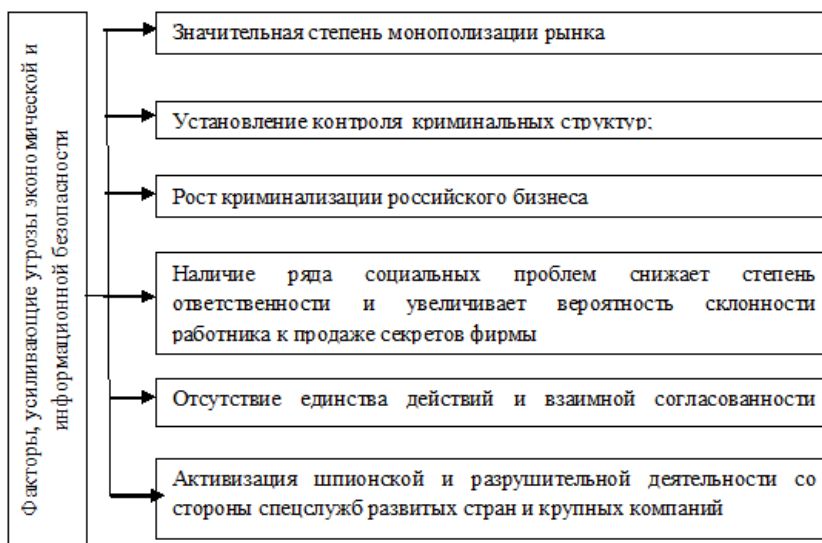 Факторы, усиливающие угрозы экономической и
информационной безопасности
Значительная степень монополизации рынка
Установление контроля криминальных структур;
Рост криминализации российского бизнеса
Наличие ряда социальных проблем снижает степень
ответственности и увеличивает вероятность склонности
работника к продаже секретов фирмы
Отсутствие единства действий и взаимной согласованности
Активизация шпионской и разрушительной деятельности со
стороны спецслужб развитых стран и крупных компаний